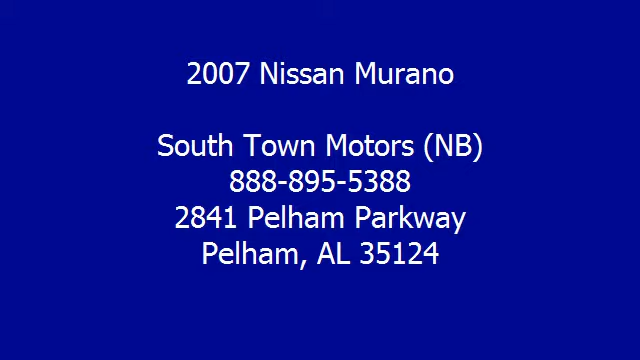 2007 Nissan Murano
South Town Motors (NB)
888-895-5388
2841 Pelham Parkway
Pelham, AL 35124